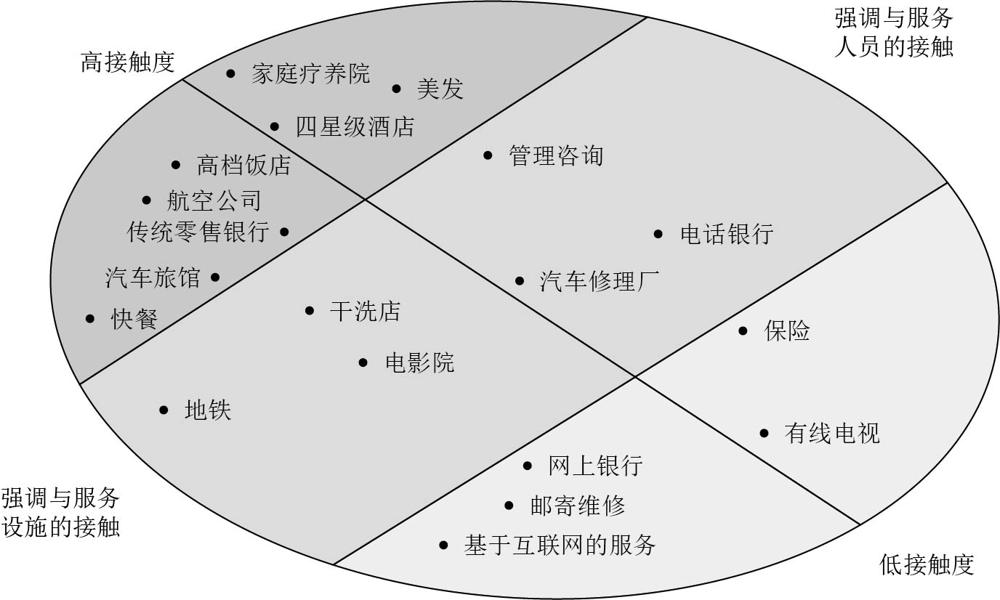 强调与服务
人员的接触
高接触度
家庭疗养院
美发
四星级酒店
高档饭店
管理咨询
航空公司
传统零售银行
电话银行
汽车旅馆
汽车修理厂
快餐
干洗店
保险
电影院
地铁
有线电视
网上银行
强调与服务
设施的接触
邮寄维修
基于互联网的服务
低接触度